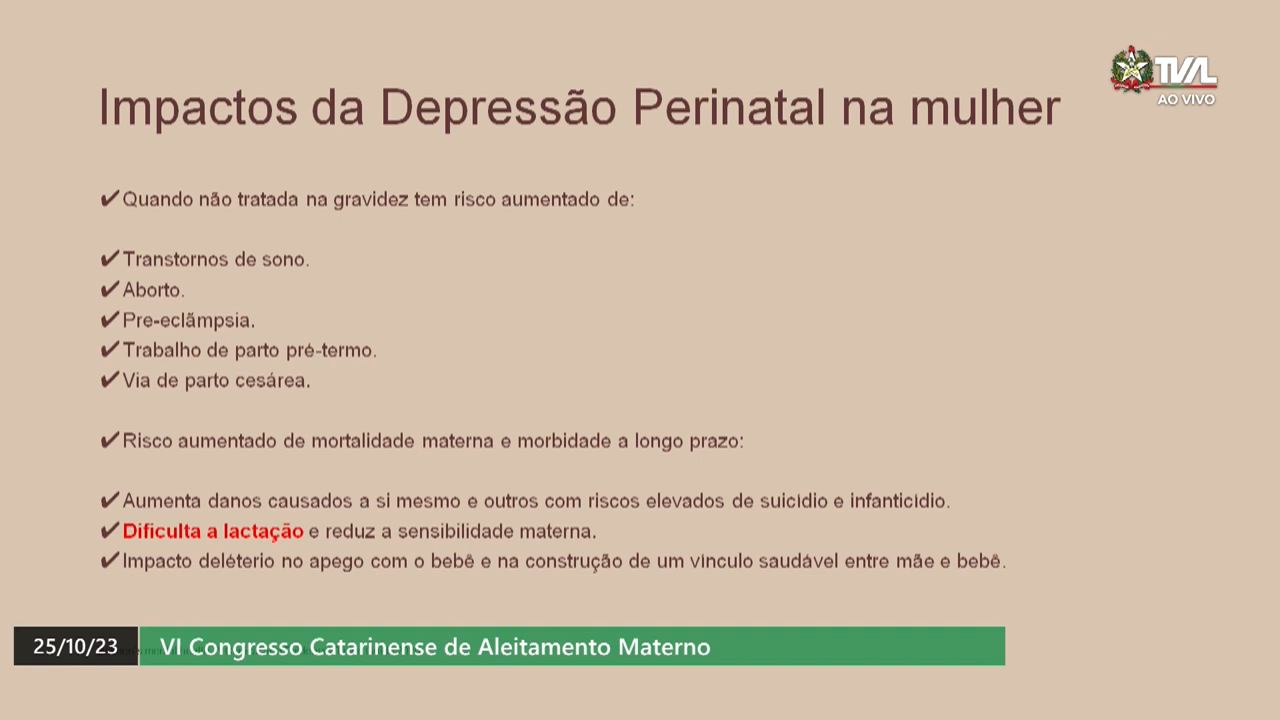 TVAL
AO VIVO
Impactos da Depressão Perinatal na mulher
✔Quando não tratada na gravidez tem risco aumentado de:
✔Transtornos de sono.
✔Aborto.
✔Pre-eclâmpsia.
✔Trabalho de parto pré-termo.
✔Via de parto cesárea.
✔Risco aumentado de mortalidade materna e morbidade a longo prazo:
✔Aumenta danos causados a si mesmo e outros com riscos elevados de suicídio e infanticídio.
✔Dificulta a lactação e reduz a sensibilidade materna.
✔Impacto deléterio no apego com o bebê e na construção de um vínculo saudável entre mãe e bebê.
25/10/23 VI Congresso Catarinense de Aleitamento Materno